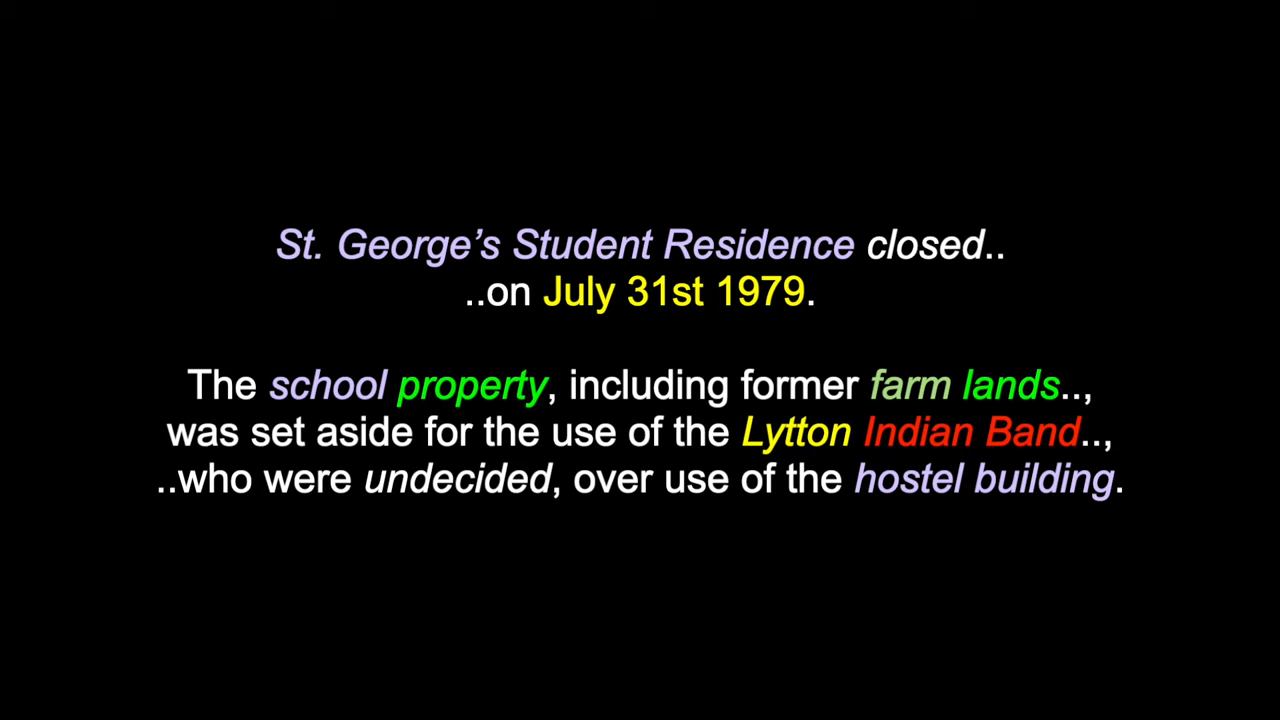 St. George’s Student Residence closed..
..on July 31st 1979.
The school property, including former farm lands..,
was set aside for the use of the Lytton Indian Band..,
..who were undecided, over use of the hostel building.